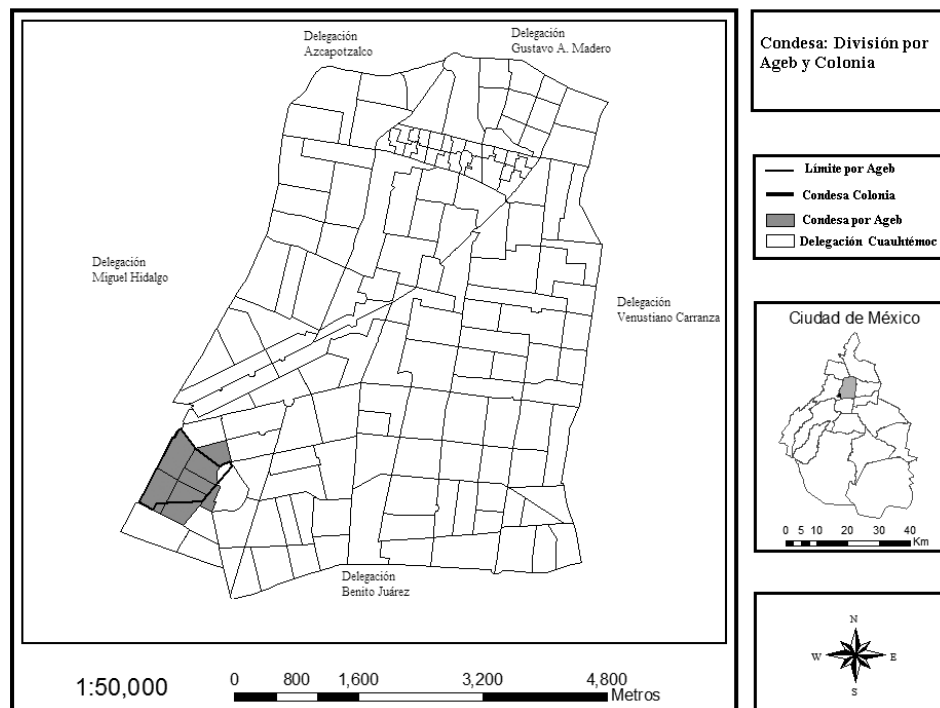 Delegación
Azcapotzalco
Delegación
Gustavo A. Madero
Delegación
Miguel Hidalgo
Delegación
Venustiano Carranza
Delegación
Benito Juárez
1:50,000
0 800 1,600 3,200 4,800
Metros
Condesa: División por
Ageb y Colonia
Límite por Ageb
Condesa Colonia
Condesa por Ageb
Delegación Cuauhtémoc
Ciudad de México
0 5 10 20 30 40
Km
N
W E
S